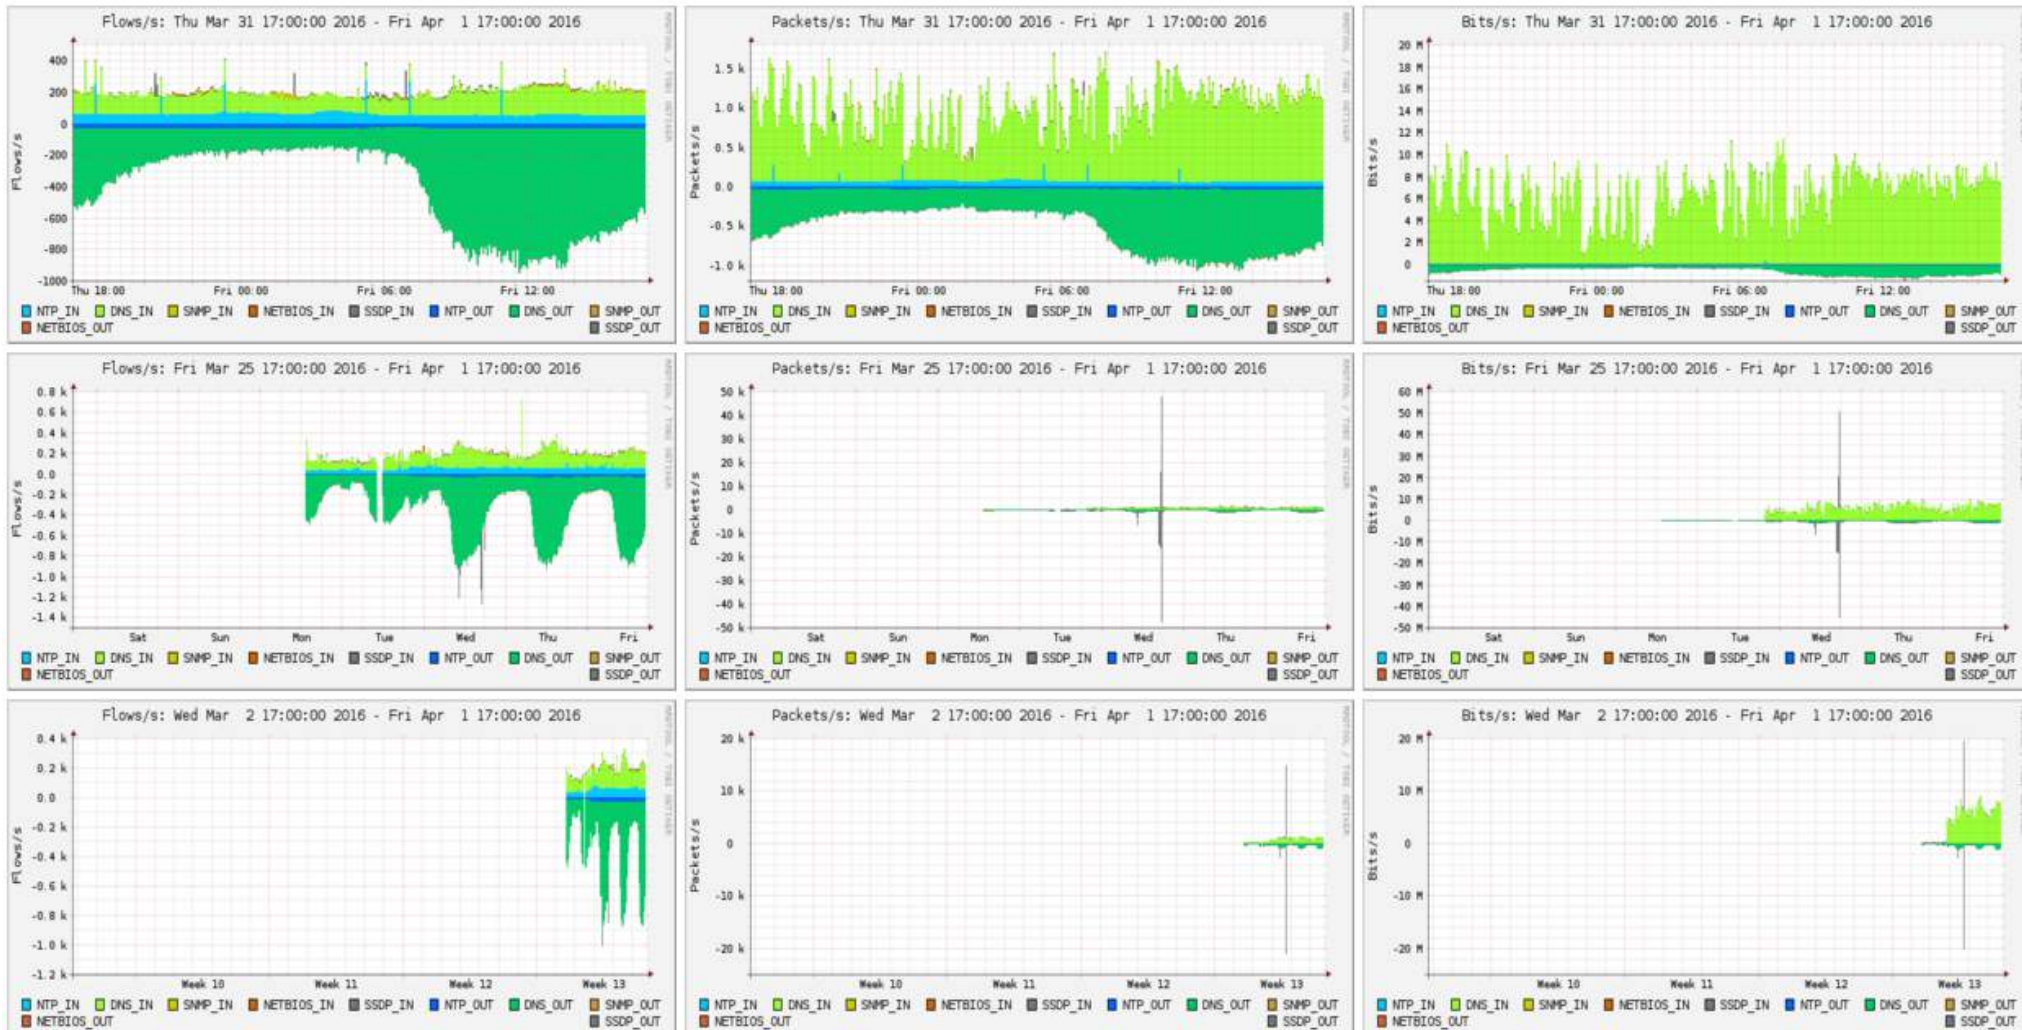 Flows/s: Thu Mar 31 17:00:00 2016 - Fri Apr  1 17:00:00 2016
400
200
0
-200
-400
-600
-800
-1000
Flows/s
Thu 18:00 Fri 00:00 Fri 06:00 Fri 12:00
NTP_IN DNS_IN SNMP_IN NETBIOS_IN SSDP_IN NTP_OUT DNS_OUT SNMP_OUT
NETBIOS_OUT SSDP_OUT
Packets/s: Thu Mar 31 17:00:00 2016 - Fri Apr  1 17:00:00 2016
1.5 k
1.0 k
0.5 k
0.0
-0.5 k
-1.0 k
Packets/s
Thu 18:00 Fri 00:00 Fri 06:00 Fri 12:00
NTP_IN DNS_IN SNMP_IN NETBIOS_IN SSDP_IN NTP_OUT DNS_OUT SNMP_OUT
NETBIOS_OUT SSDP_OUT
Bits/s: Thu Mar 31 17:00:00 2016 - Fri Apr  1 17:00:00 2016
20 M
18 M
16 M
14 M
12 M
10 M
8 M
6 M
4 M
2 M
0
Bits/s
Thu 18:00 Fri 00:00 Fri 06:00 Fri 12:00
NTP_IN DNS_IN SNMP_IN NETBIOS_IN SSDP_IN NTP_OUT DNS_OUT SNMP_OUT
NETBIOS_OUT SSDP_OUT
Flows/s: Fri Mar 25 17:00:00 2016 - Fri Apr  1 17:00:00 2016
0.8 k
0.6 k
0.4 k
0.2 k
0.0
-0.2 k
-0.4 k
-0.6 k
-0.8 k
-1.0 k
-1.2 k
-1.4 k
Flows/s
Sat Sun Mon Tue Wed Thu Fri
NTP_IN DNS_IN SNMP_IN NETBIOS_IN SSDP_IN NTP_OUT DNS_OUT SNMP_OUT
NETBIOS_OUT SSDP_OUT
Packets/s: Fri Mar 25 17:00:00 2016 - Fri Apr  1 17:00:00 2016
50 k
40 k
30 k
20 k
10 k
0
-10 k
-20 k
-30 k
-40 k
-50 k
Packets/s
Sat Sun Mon Tue Wed Thu Fri
NTP_IN DNS_IN SNMP_IN NETBIOS_IN SSDP_IN NTP_OUT DNS_OUT SNMP_OUT
NETBIOS_OUT SSDP_OUT
Bits/s: Fri Mar 25 17:00:00 2016 - Fri Apr  1 17:00:00 2016
60 M
50 M
40 M
30 M
20 M
10 M
0
-10 M
-20 M
-30 M
-40 M
-50 M
Bits/s
Sat Sun Mon Tue Wed Thu Fri
NTP_IN DNS_IN SNMP_IN NETBIOS_IN SSDP_IN NTP_OUT DNS_OUT SNMP_OUT
NETBIOS_OUT SSDP_OUT
Flows/s: Wed Mar  2 17:00:00 2016 - Fri Apr  1 17:00:00 2016
0.4 k
0.2 k
0.0
-0.2 k
-0.4 k
-0.6 k
-0.8 k
-1.0 k
-1.2 k
Flows/s
Week 10 Week 11 Week 12 Week 13
NTP_IN DNS_IN SNMP_IN NETBIOS_IN SSDP_IN NTP_OUT DNS_OUT SNMP_OUT
NETBIOS_OUT SSDP_OUT
Packets/s: Wed Mar  2 17:00:00 2016 - Fri Apr  1 17:00:00 2016
20 k
10 k
0
-10 k
-20 k
Packets/s
Week 10 Week 11 Week 12 Week 13
NTP_IN DNS_IN SNMP_IN NETBIOS_IN SSDP_IN NTP_OUT DNS_OUT SNMP_OUT
NETBIOS_OUT SSDP_OUT
Bits/s: Wed Mar  2 17:00:00 2016 - Fri Apr  1 17:00:00 2016
20 M
10 M
0
-10 M
-20 M
Bits/s
Week 10 Week 11 Week 12 Week 13
NTP_IN DNS_IN SNMP_IN NETBIOS_IN SSDP_IN NTP_OUT DNS_OUT SNMP_OUT
NETBIOS_OUT SSDP_OUT